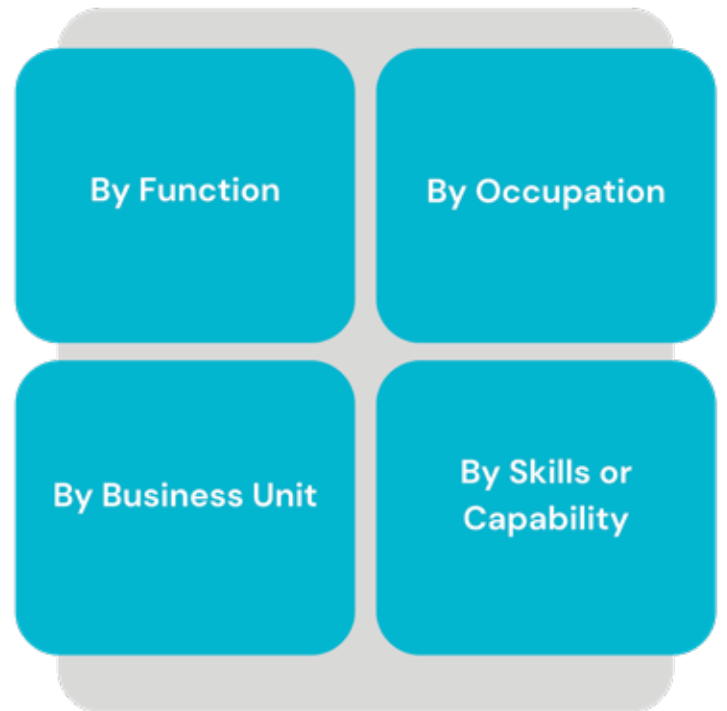 By Function
By Occupation
By Business Unit
By Skills or
Capability